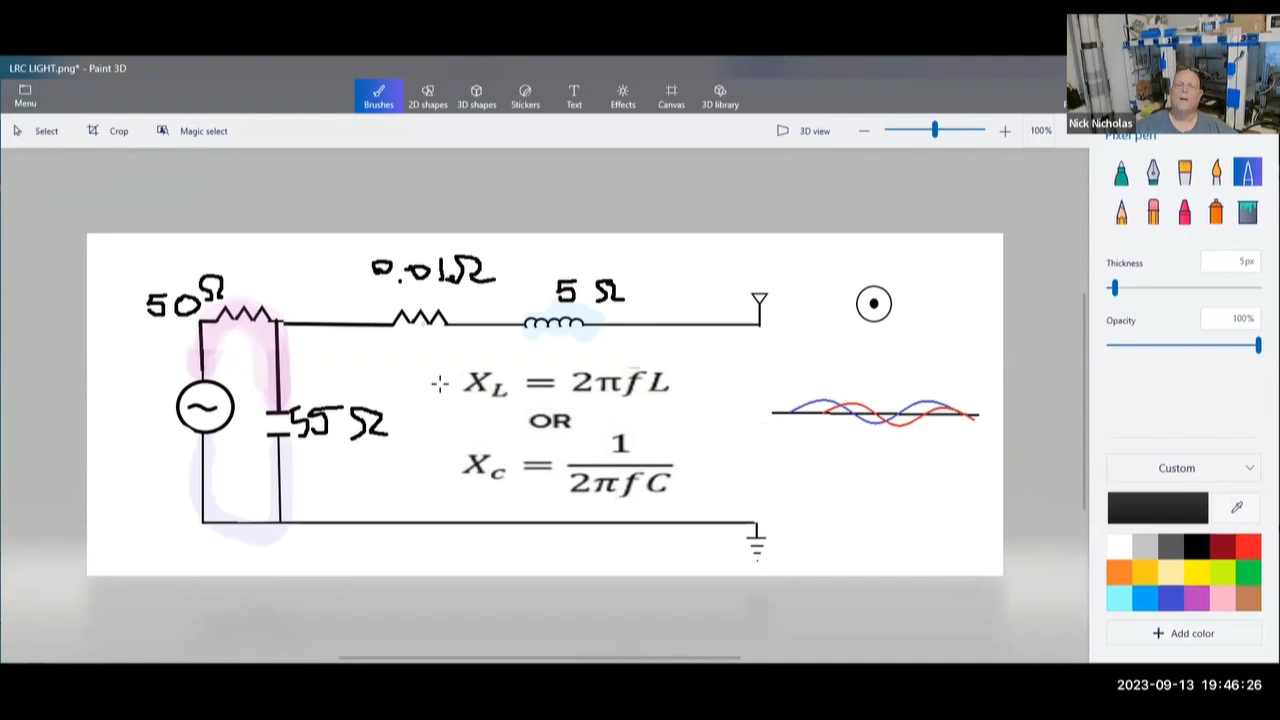 LRC LIGHT.png* - Paint 3D
Menu
Brushes
2D shapes
3D shapes
Stickers
Text
Effects
Canvas
3D library
Nick Nicholas
Select
Crop
Magic select
3D view
100%
Pixel pen
Thickness
5px
Opacity
100%
50Ω
0.01Ω
5 Ω
55 Ω
X_L = 2πfL
OR
X_c = 1/2πfC
Custom
+ Add color
2023-09-13 19:46:26